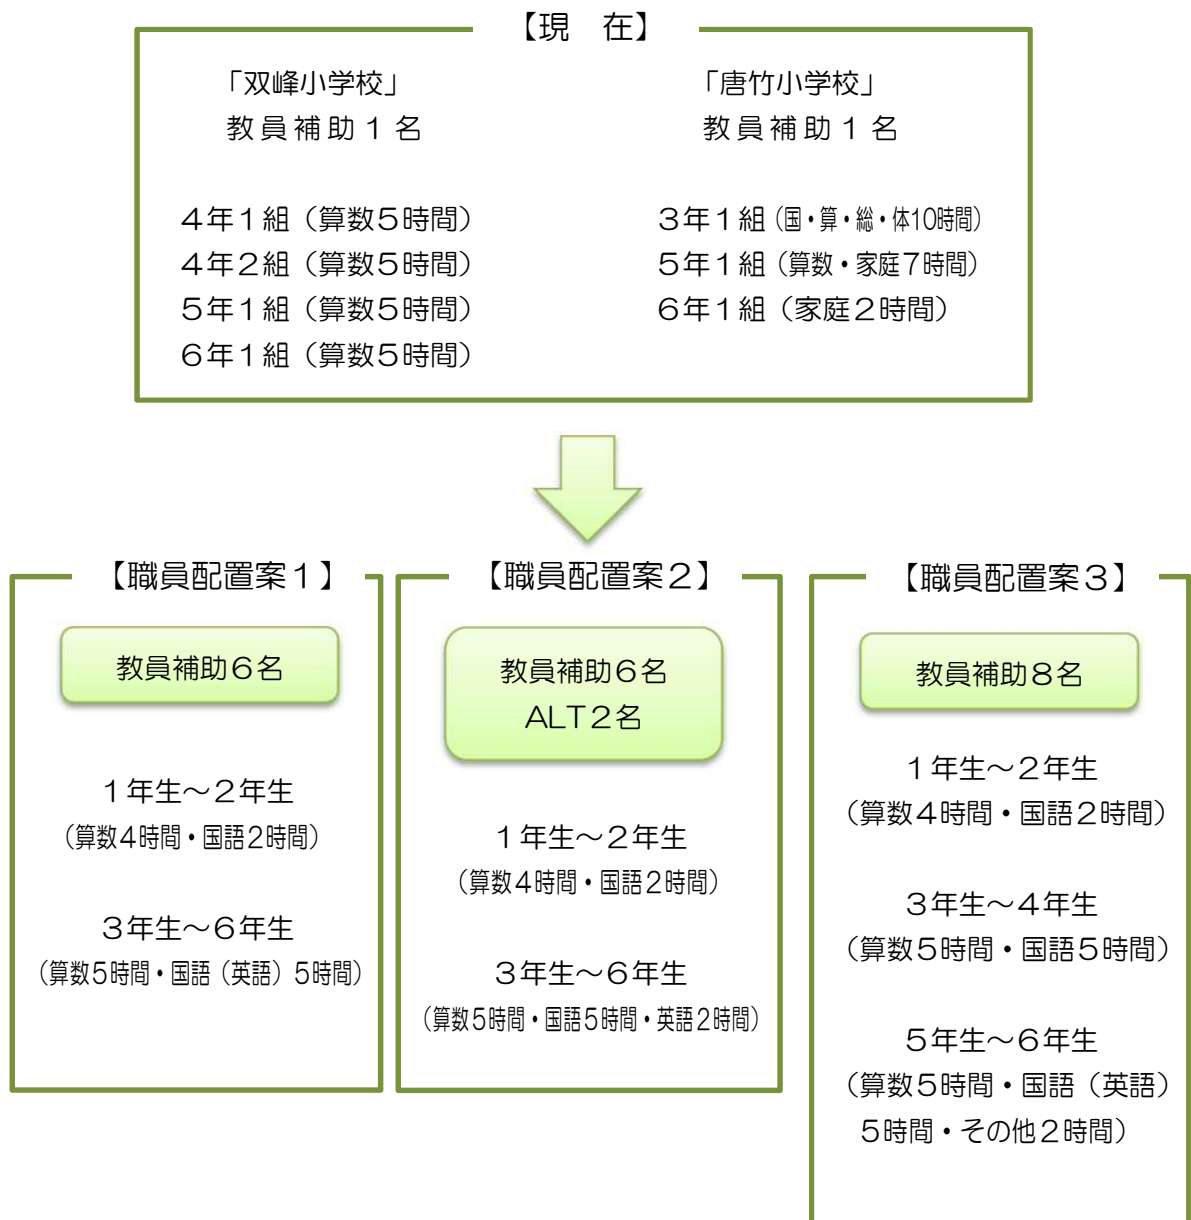 【現　在】
「双峰小学校」
教員補助１名
４年１組（算数５時間）
４年２組（算数５時間）
５年１組（算数５時間）
６年１組（算数５時間）
「唐竹小学校」
教員補助１名
３年１組（国・算・総・体10時間）
５年１組（算数・家庭７時間）
６年１組（家庭２時間）
【職員配置案１】
教員補助６名
１年生～２年生
（算数４時間・国語２時間）
３年生～６年生
（算数５時間・国語（英語）５時間）
【職員配置案２】
教員補助６名
ALT２名
１年生～２年生
（算数４時間・国語２時間）
３年生～６年生
（算数５時間・国語５時間・英語２時間）
【職員配置案３】
教員補助８名
１年生～２年生
（算数４時間・国語２時間）
３年生～４年生
（算数５時間・国語５時間）
５年生～６年生
（算数５時間・国語（英語）
５時間・その他２時間）